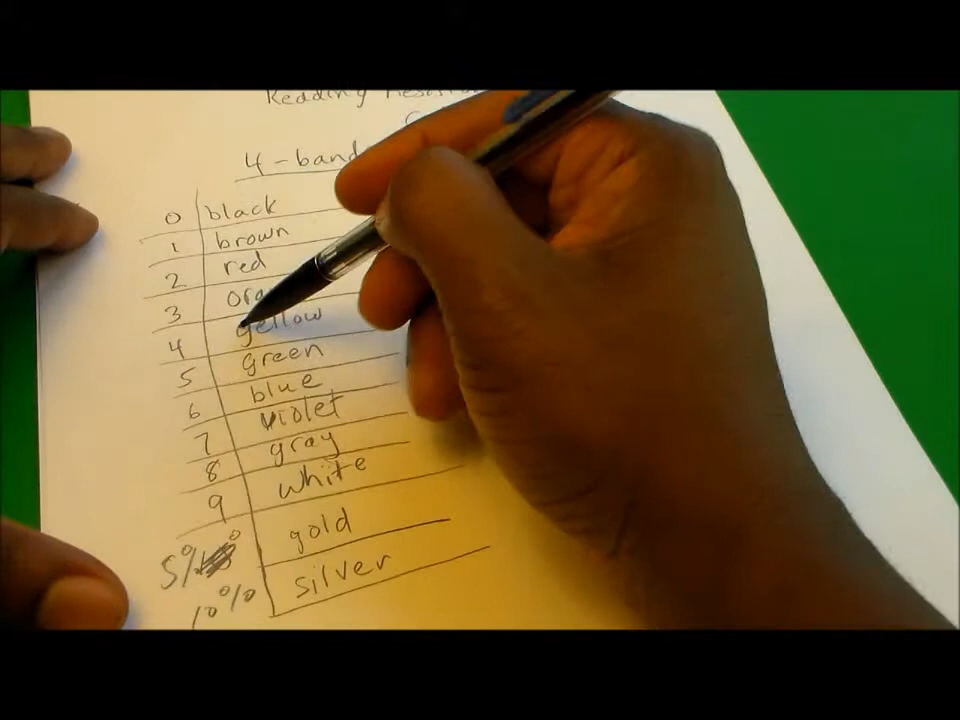 Reading
4-band
0 black
1 brown
2 red
3
4 yellow
5 green
6 blue
7 violet
8 gray
9 white
5% gold
10% silver